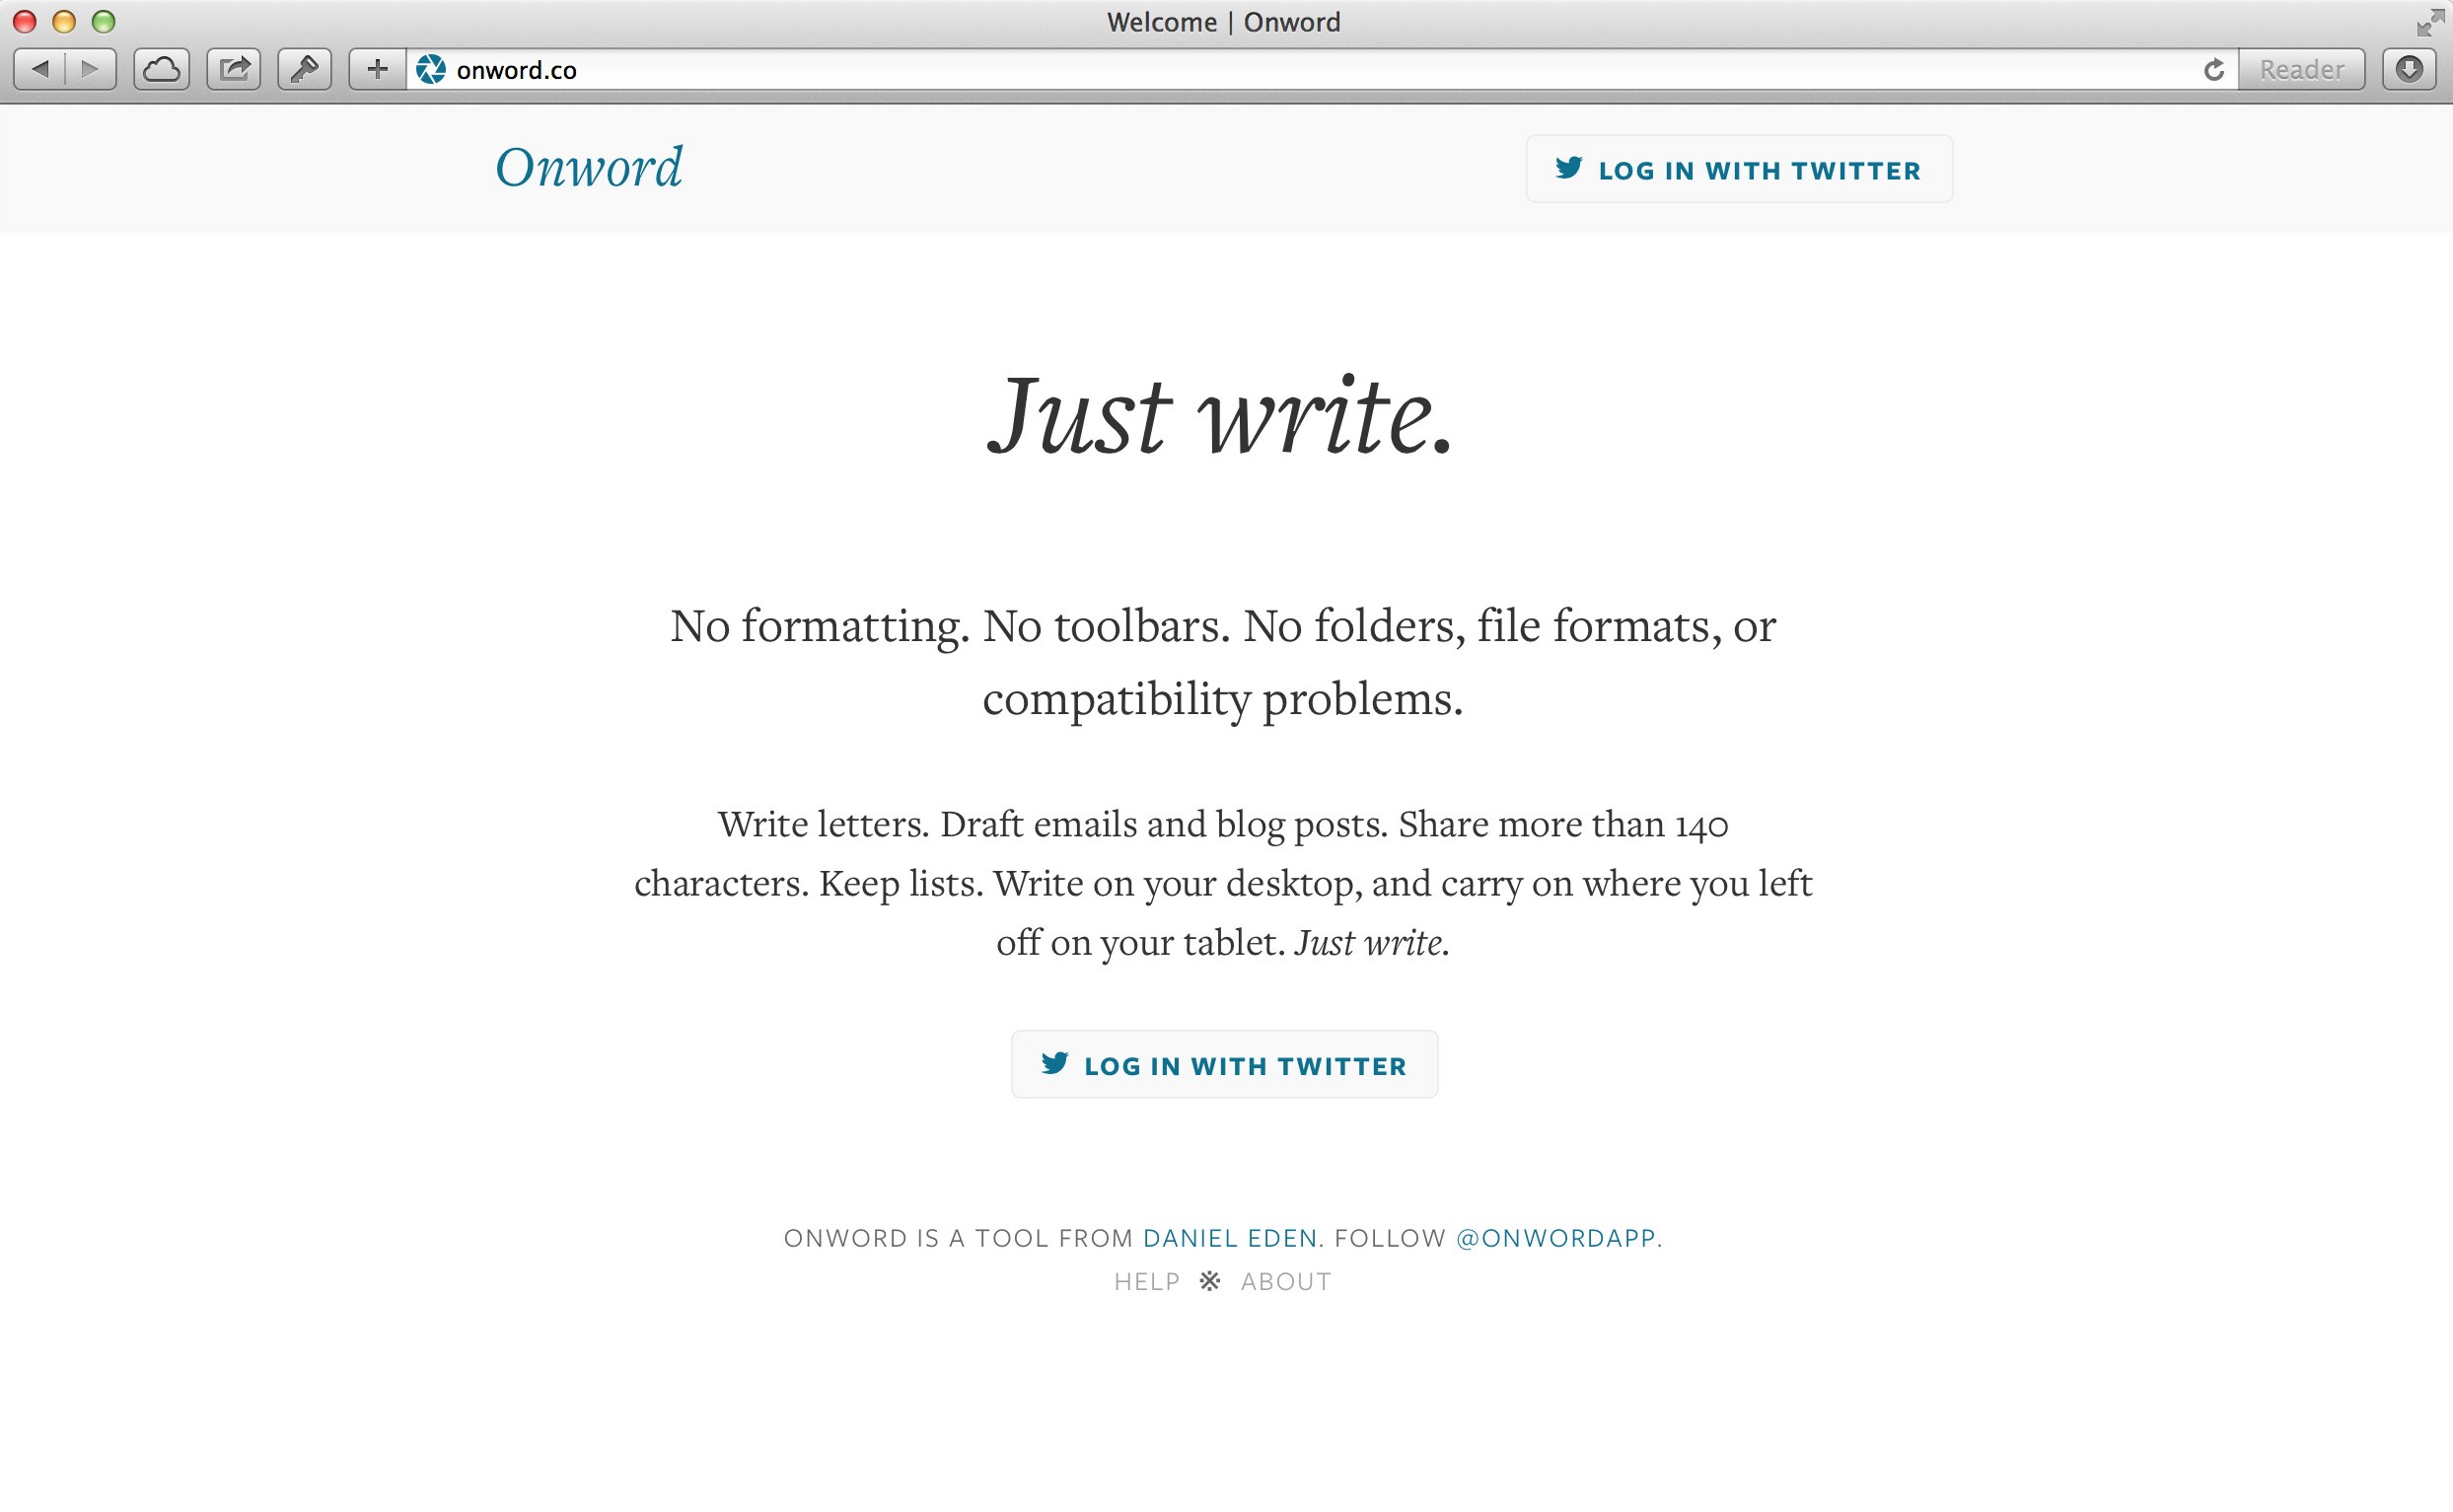 Welcome | Onword
onword.co
Reader
Onword
LOG IN WITH TWITTER
Just write.
No formatting. No toolbars. No folders, file formats, or
compatibility problems.
Write letters. Draft emails and blog posts. Share more than 140
characters. Keep lists. Write on your desktop, and carry on where you left
off on your tablet. Just write.
LOG IN WITH TWITTER
ONWORD IS A TOOL FROM DANIEL EDEN. FOLLOW @ONWORDAPP.
HELP ※ ABOUT